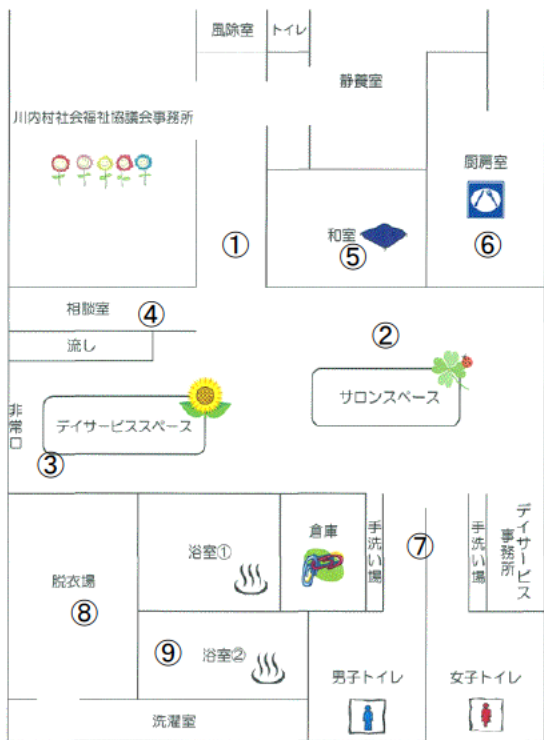 風除室
トイレ
静養室
川内村社会福祉協議会事務所
厨房室
和室
①
⑤
⑥
相談室
④
②
流し
サロンスペース
非常口
デイサービススペース
③
倉庫
手洗い場
⑦
手洗い場
デイサービス
事務所
浴室①
脱衣場
⑧
⑨
浴室②
男子トイレ
女子トイレ
洗濯室